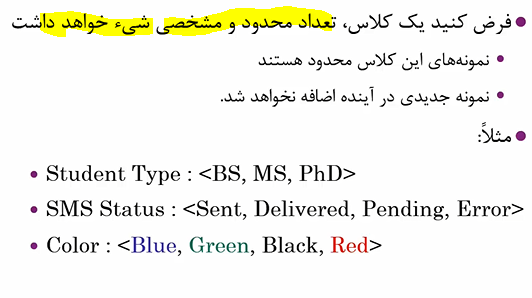 فرض کنید یک کلاس، تعداد محدود و مشخصی شیء خواهد داشت
نمونه‌های این کلاس محدود هستند
نمونه جدیدی در آینده اضافه نخواهد شد.
مثلاً:
Student Type : <BS, MS, PhD>
SMS Status : <Sent, Delivered, Pending, Error>
Color : <Blue, Green, Black, Red>